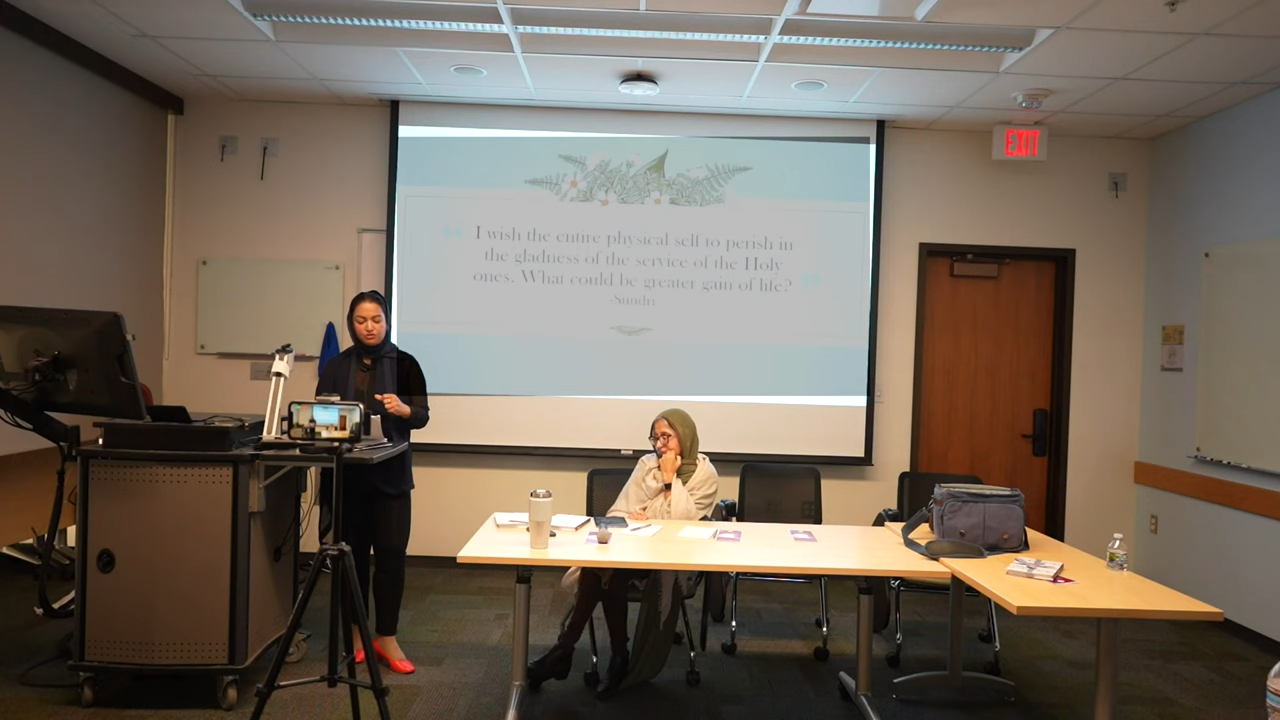 EXIT
I wish the entire physical self to perish in
the gladness of the service of the Holy
ones. What could be greater gain of life?
-Sundri